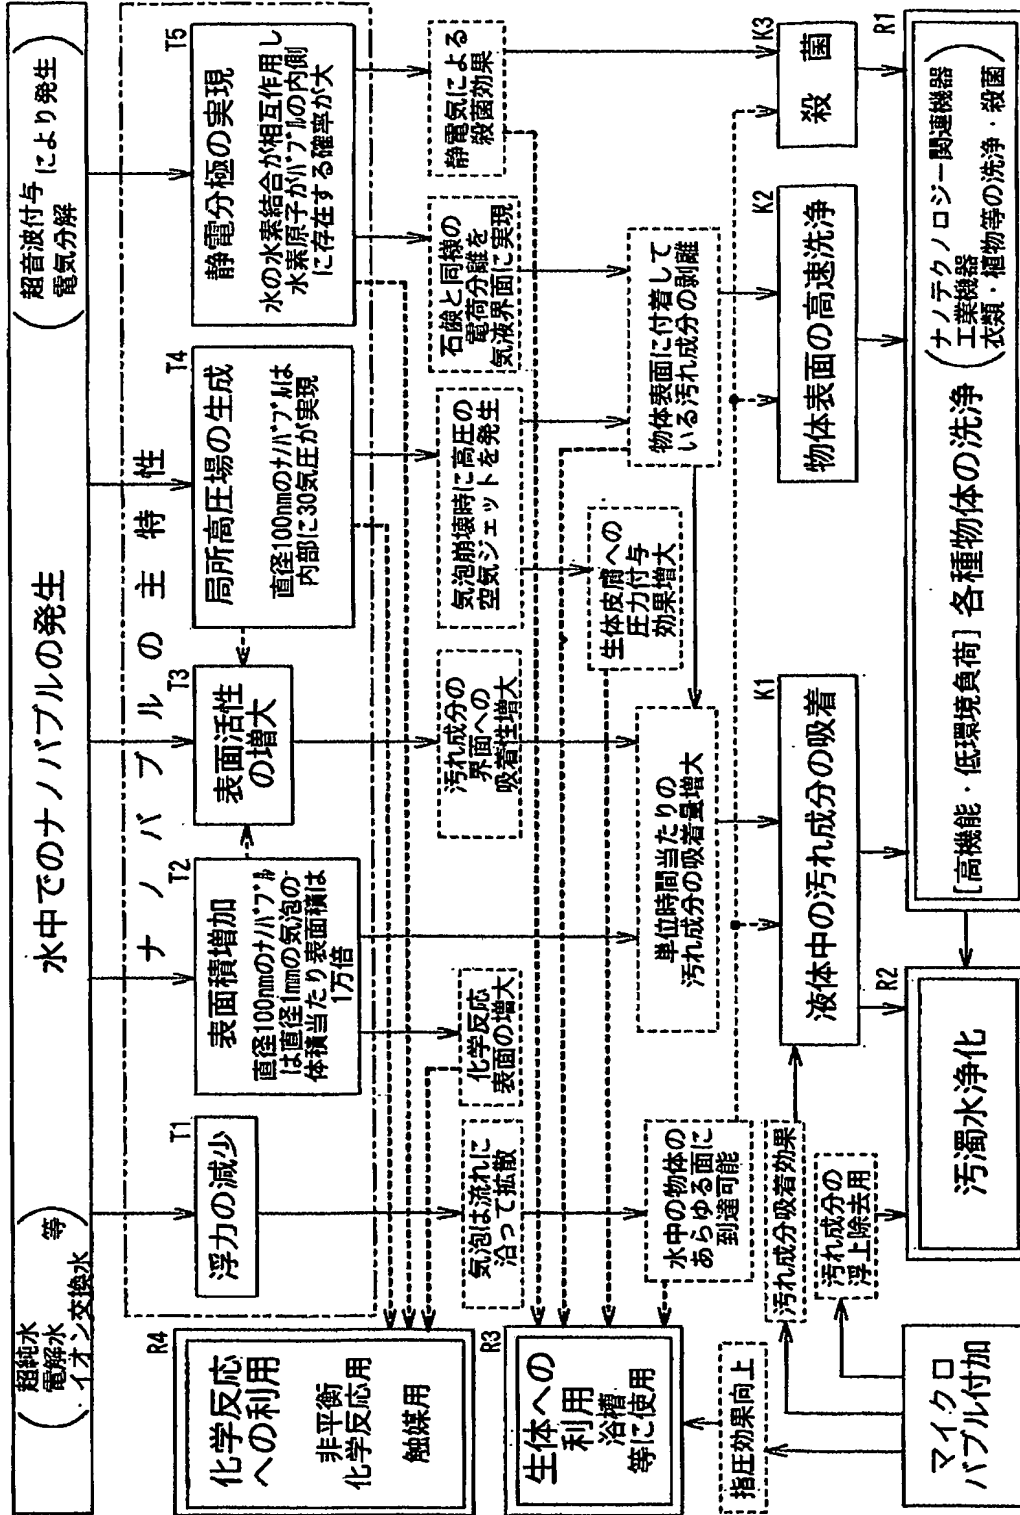 水中でのナノバブルの発生
(超純水
電解水
イオン交換水 等)
(超音波付与
電気分解 により発生)
ナノバブルの主特性
T1
浮力の減少
T2
表面積増加
直径100nmのナノバブル
は直径1mmの気泡の
体積当たり表面積は
1万倍
T3
表面活性
の増大
T4
局所高圧場の生成
直径100nmのナノバブルは
内部に30気圧が実現
T5
静電分極の実現
水の水素結合が相互作用し
水素原子がバブルの内側
に存在する確率が大
R4
化学反応
への利用
非平衡
化学反応用
触媒用
気泡は流れに
沿って拡散
化学反応
表面の増大
汚れ成分の
界面への
吸着性増大
気泡崩壊時に高圧の
空気ジェットを発生
石鹸と同様の
電荷分離を
気液界面に実現
静電気による
殺菌効果
R3
生体への
利用
浴槽
等に使用
水中の物体の
あらゆる面に
到達可能
単位時間当たりの
汚れ成分の吸着量増大
生体皮膚への
圧力付与
効果増大
物体表面に付着して
いる汚れ成分の剥離
指圧効果向上
汚れ成分吸着効果
汚れ成分の
浮上除去用
K1
液体中の汚れ成分の吸着
K2
物体表面の高速洗浄
K3
殺菌
マイクロ
バブル付加
R2
汚濁水浄化
R1
[高機能・低環境負荷] 各種物体の洗浄
(ナノテクノロジー関連機器
工業機器
衣類・植物等の洗浄・殺菌)